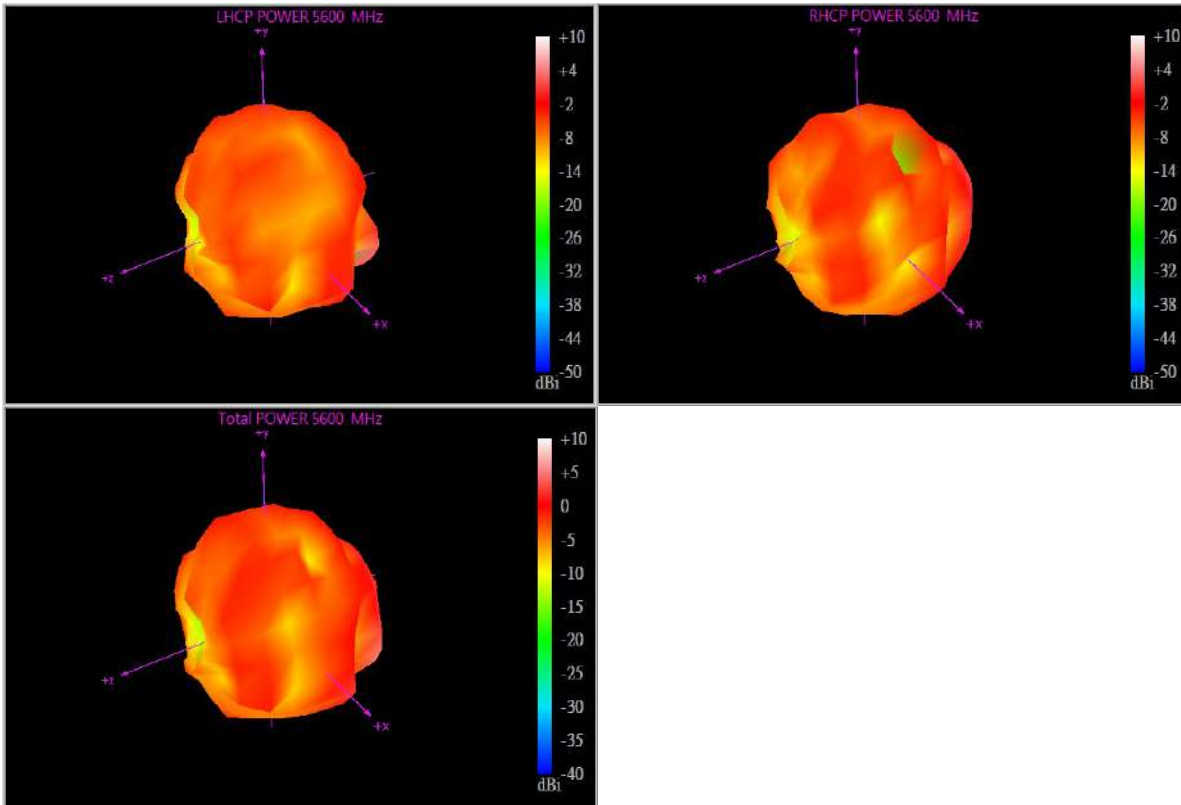 LHCP POWER 5600 MHz
+y
+z
+x
+10
+4
-2
-8
-14
-20
-26
-32
-38
-44
-50
dBi
RHCP POWER 5600 MHz
+y
+z
+x
+10
+4
-2
-8
-14
-20
-26
-32
-38
-44
-50
dBi
Total POWER 5600 MHz
+y
+z
+x
+10
+5
0
-5
-10
-15
-20
-25
-30
-35
-40
dBi